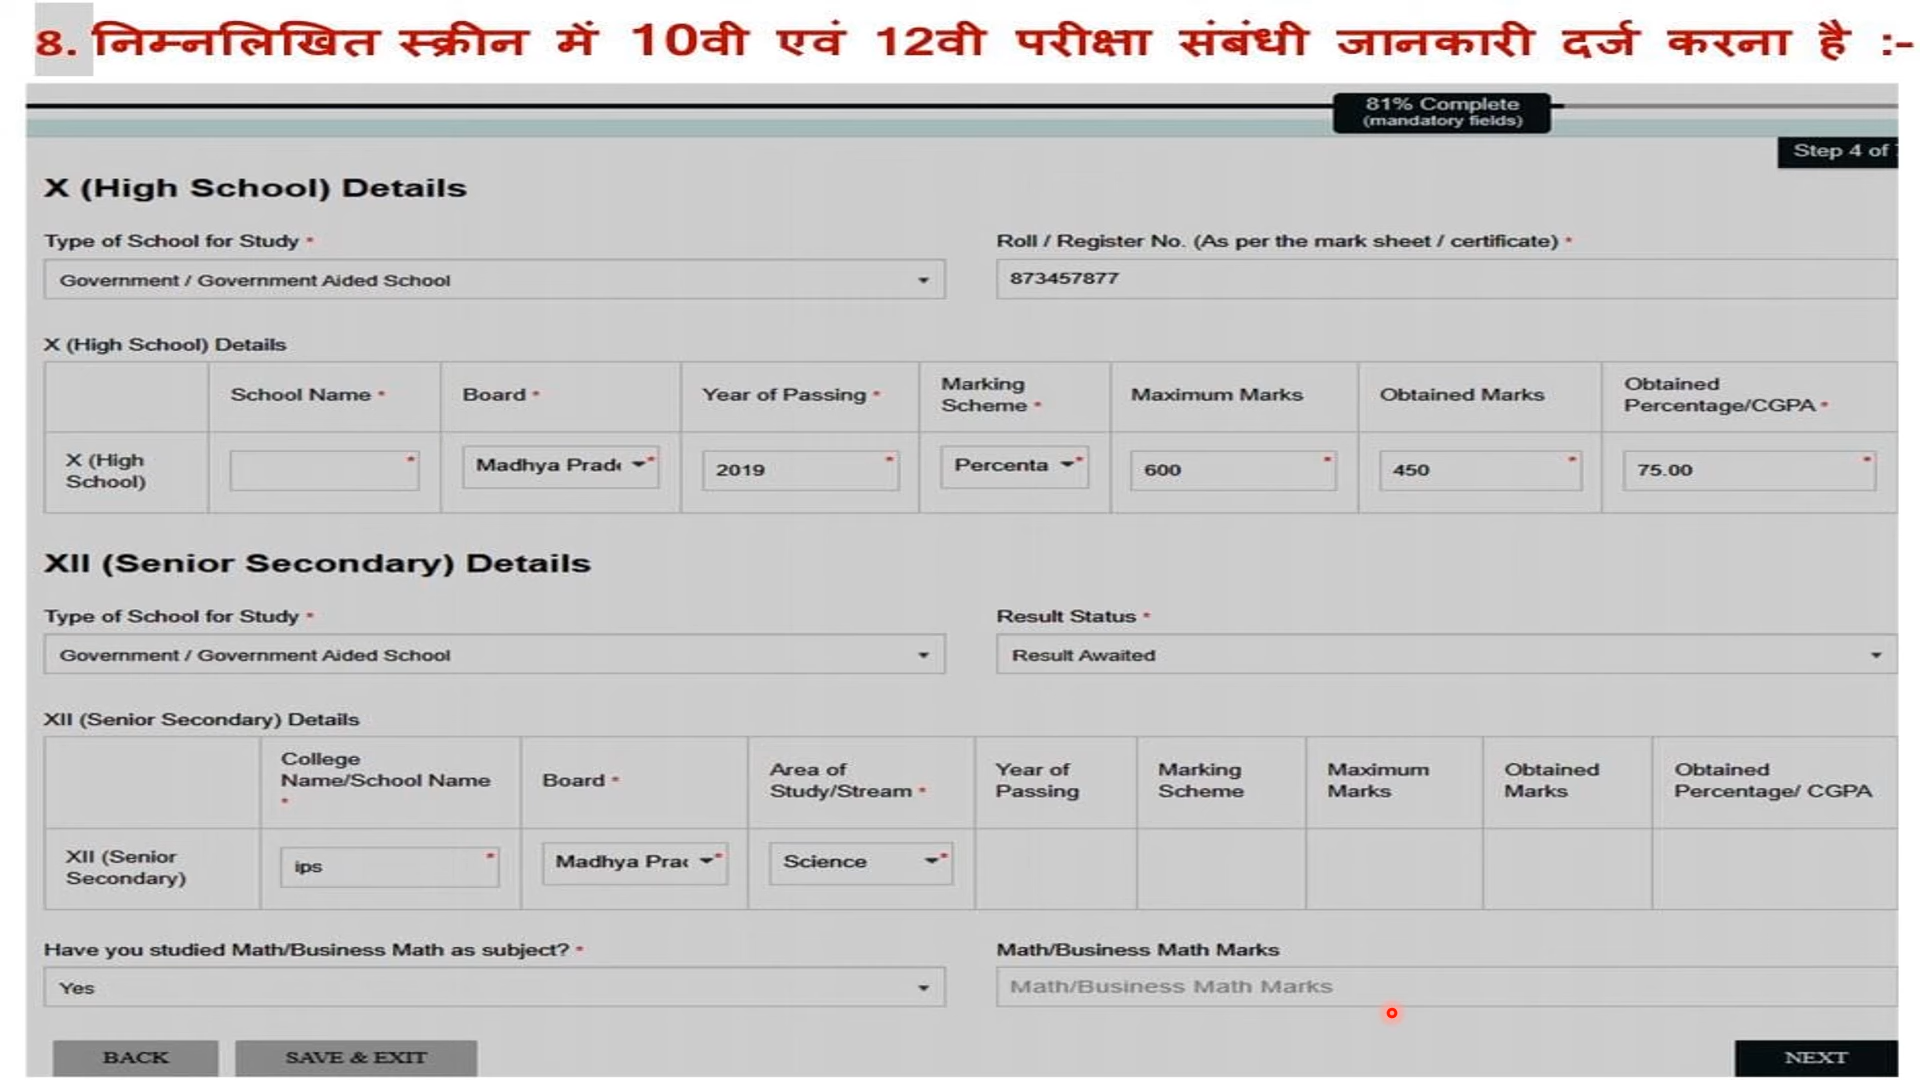 8. निम्नलिखित स्क्रीन में 10वी एवं 12वी परीक्षा संबंधी जानकारी दर्ज करना है :-
81% Complete
(mandatory fields)
Step 4 of
X (High School) Details
Type of School for Study *
Roll / Register No. (As per the mark sheet / certificate) *
Government / Government Aided School
873457877
X (High School) Details
School Name * Board * Year of Passing * Marking Scheme * Maximum Marks Obtained Marks Obtained Percentage/CGPA *
X (High School) * Madhya Prade * 2019 * Percenta * 600 * 450 * 75.00 *
XII (Senior Secondary) Details
Type of School for Study *
Result Status *
Government / Government Aided School
Result Awaited
XII (Senior Secondary) Details
College Name/School Name * Board * Area of Study/Stream * Year of Passing Marking Scheme Maximum Marks Obtained Marks Obtained Percentage/ CGPA
XII (Senior Secondary) ips * Madhya Prac * Science *
Have you studied Math/Business Math as subject? *
Math/Business Math Marks
Yes
Math/Business Math Marks
BACK
SAVE & EXIT
NEXT